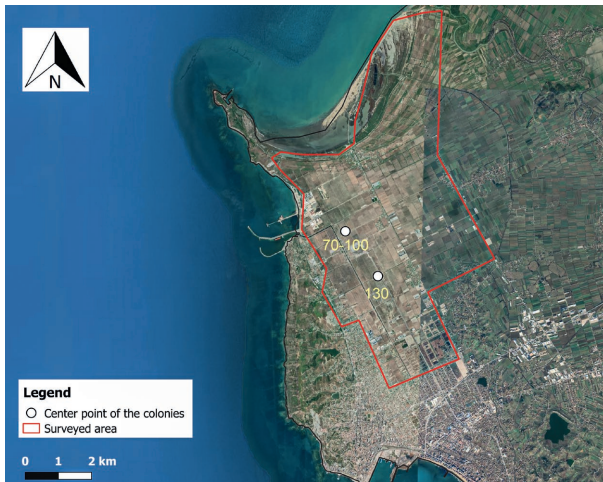 N
70-100
130
Legend
Center point of the colonies
Surveyed area
0 1 2 km